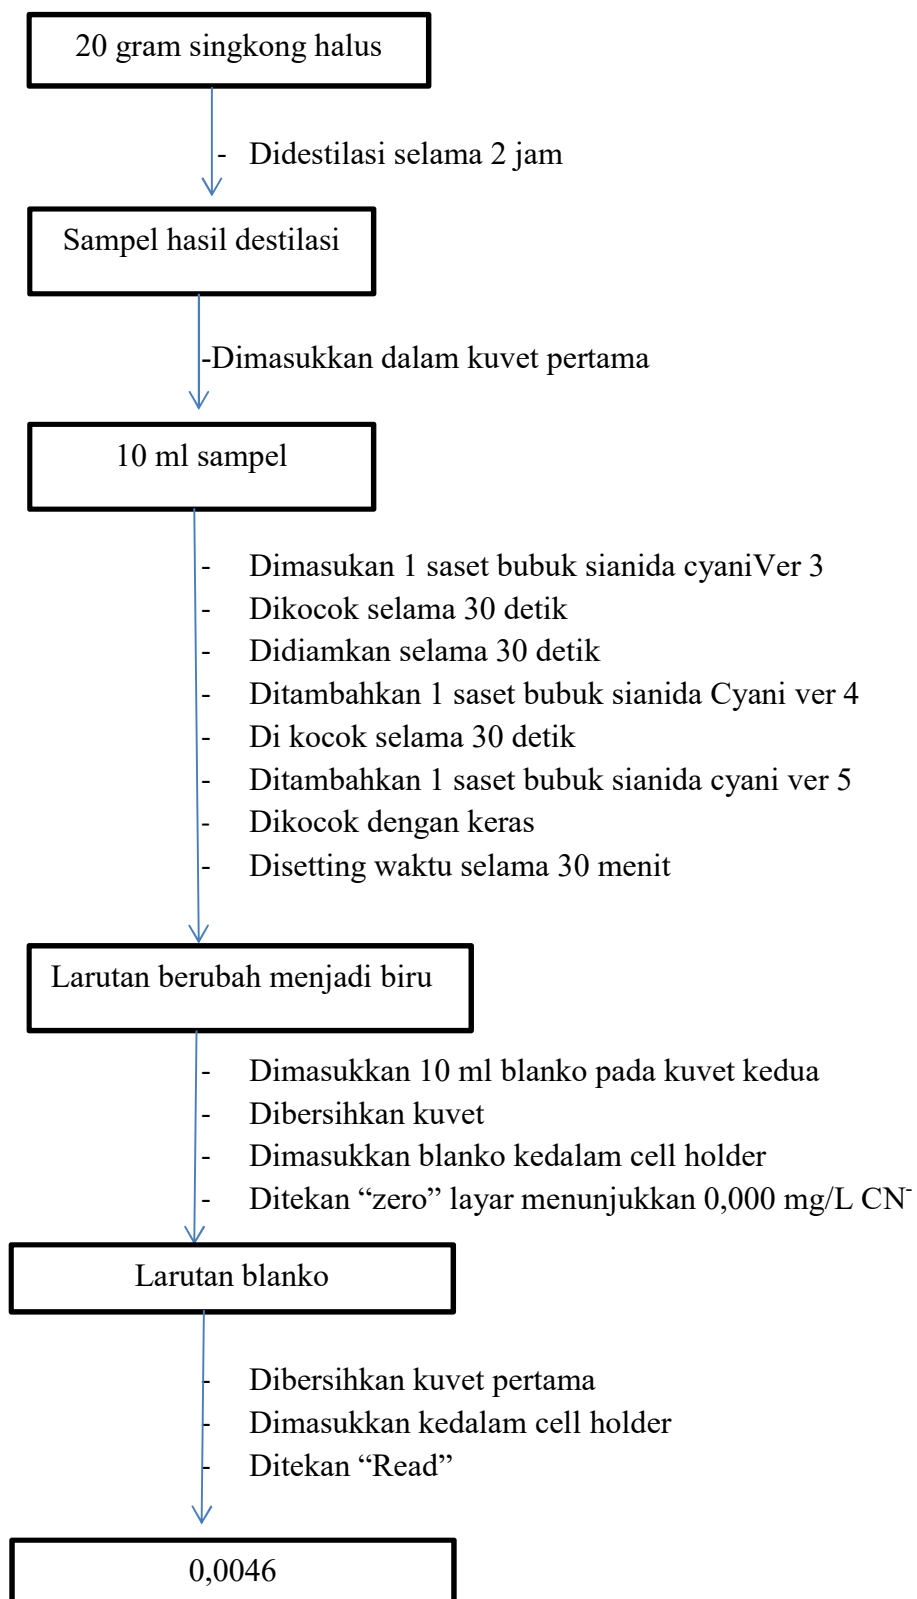 20 gram singkong halus
- Didestilasi selama 2 jam
Sampel hasil destilasi
-Dimasukkan dalam kuvet pertama
10 ml sampel
- Dimasukan 1 saset bubuk sianida cyaniVer 3
- Dikocok selama 30 detik
- Didiamkan selama 30 detik
- Ditambahkan 1 saset bubuk sianida Cyani ver 4
- Di kocok selama 30 detik
- Ditambahkan 1 saset bubuk sianida cyani ver 5
- Dikocok dengan keras
- Disetting waktu selama 30 menit
Larutan berubah menjadi biru
- Dimasukkan 10 ml blanko pada kuvet kedua
- Dibersihkan kuvet
- Dimasukkan blanko kedalam cell holder
- Ditekan “zero” layar menunjukkan 0,000 mg/L CN⁻
Larutan blanko
- Dibersihkan kuvet pertama
- Dimasukkan kedalam cell holder
- Ditekan “Read”
0,0046